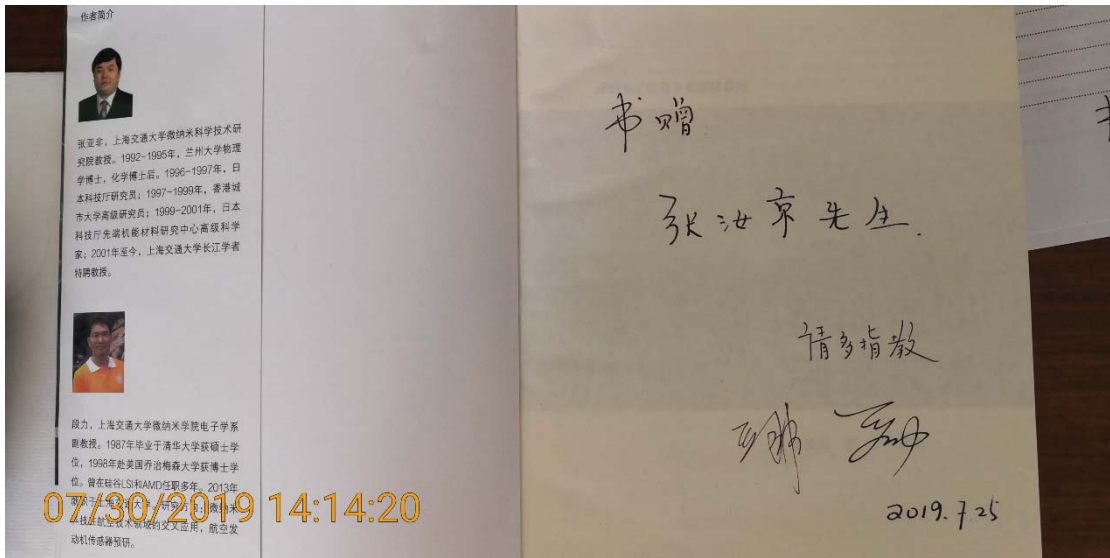 作者简介
张亚非，上海交通大学微纳米科学技术研
究院教授。1992-1995年，兰州大学物理
学博士，化学博士后。1996-1997年，日
本科技厅研究员；1997-1999年，香港城
市大学高级研究员；1999-2001年，日本
科技厅先端机能材料研究中心高级科学
家；2001年至今，上海交通大学长江学者
特聘教授。
段力，上海交通大学微纳米学院电子学系
副教授。1987年毕业于清华大学获硕士学
位，1998年赴美国乔治梅森大学获博士学
位。曾在硅谷LSI和AMD任职多年。2013年
07/30/2019 14:14:20
动机传感器预研。
书赠
张汝京先生.
请多指教
2019.7.25